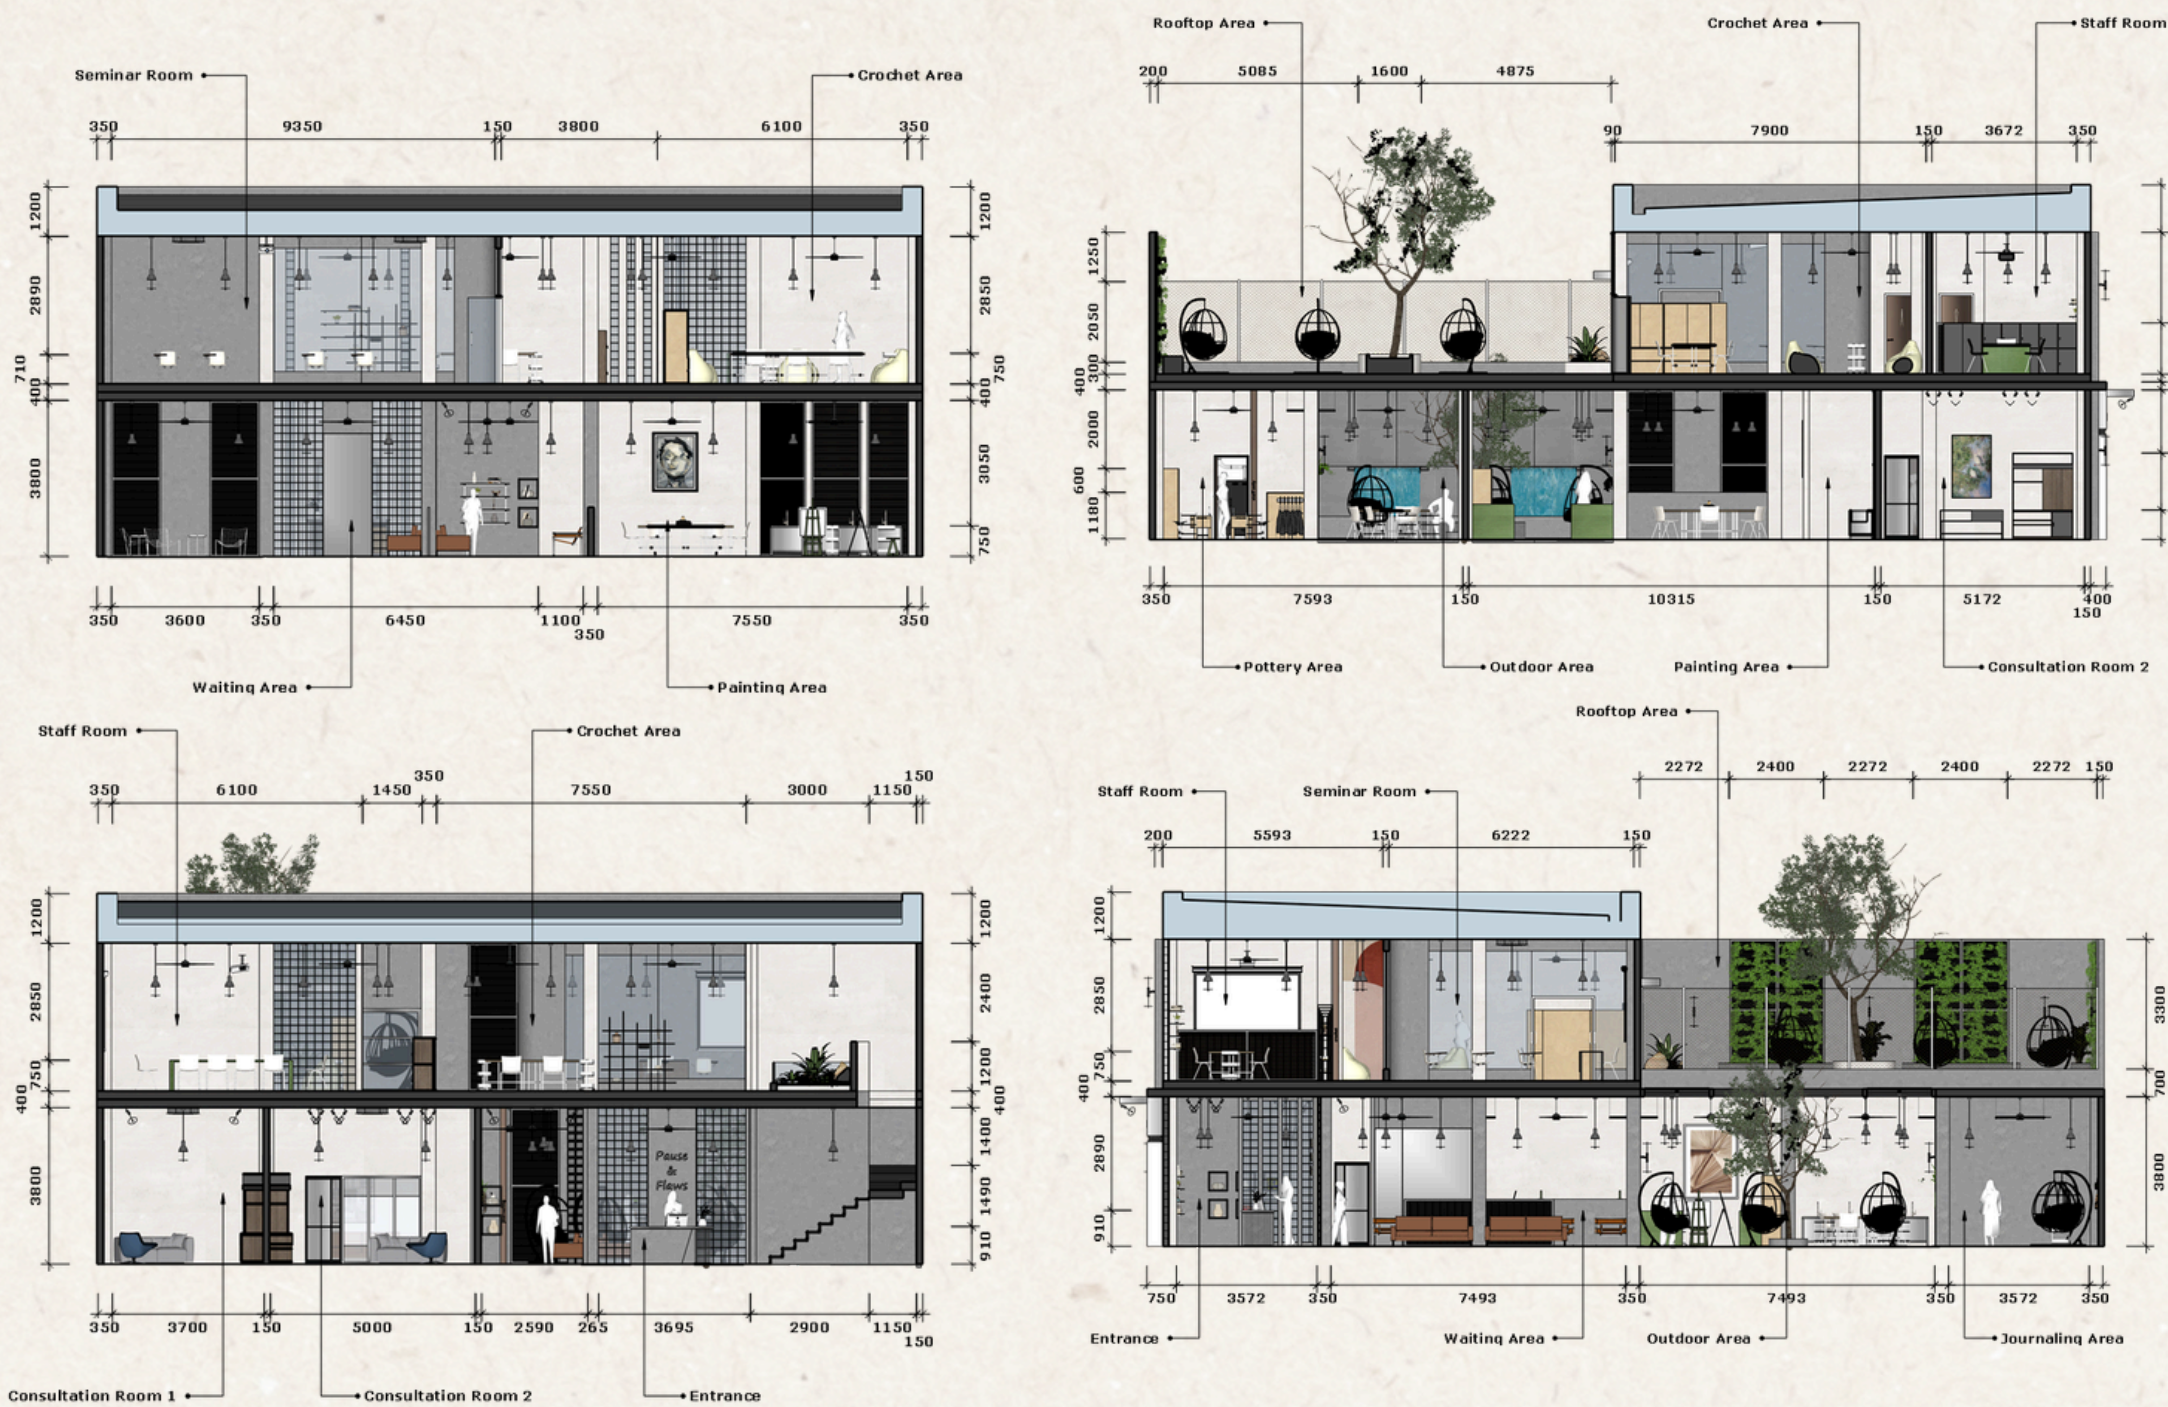 Seminar Room
Crochet Area
350 9350 150 3800 6100 350
1200
2890
710
400
3800
1200
2850
750
400
3050
750
350 3600 350 6450 1100 350 7550 350
Waiting Area
Painting Area
Rooftop Area
Crochet Area
Staff Room
200 5085 1600 4875
90 7900 150 3672 350
1250
2050
300
400
2000
600
1180
350 7593 150 10315 150 5172 150 400
Pottery Area
Outdoor Area
Painting Area
Consultation Room 2
Staff Room
Crochet Area
350 6100 1450 350 7550 3000 1150 150
1200
2850
750
400
3800
1200
2400
1200
400
1400
1490
910
Pause
&
Flaws
350 3700 150 5000 150 2590 265 3695 2900 1150 150
Consultation Room 1
Consultation Room 2
Entrance
Rooftop Area
Staff Room
Seminar Room
2272 2400 2272 2400 2272 150
200 5593 150 6222 150
1200
2850
750
400
2890
910
3300
700
3800
750 3572 350 7493 350 7493 350 3572 350
Entrance
Waiting Area
Outdoor Area
Journaling Area